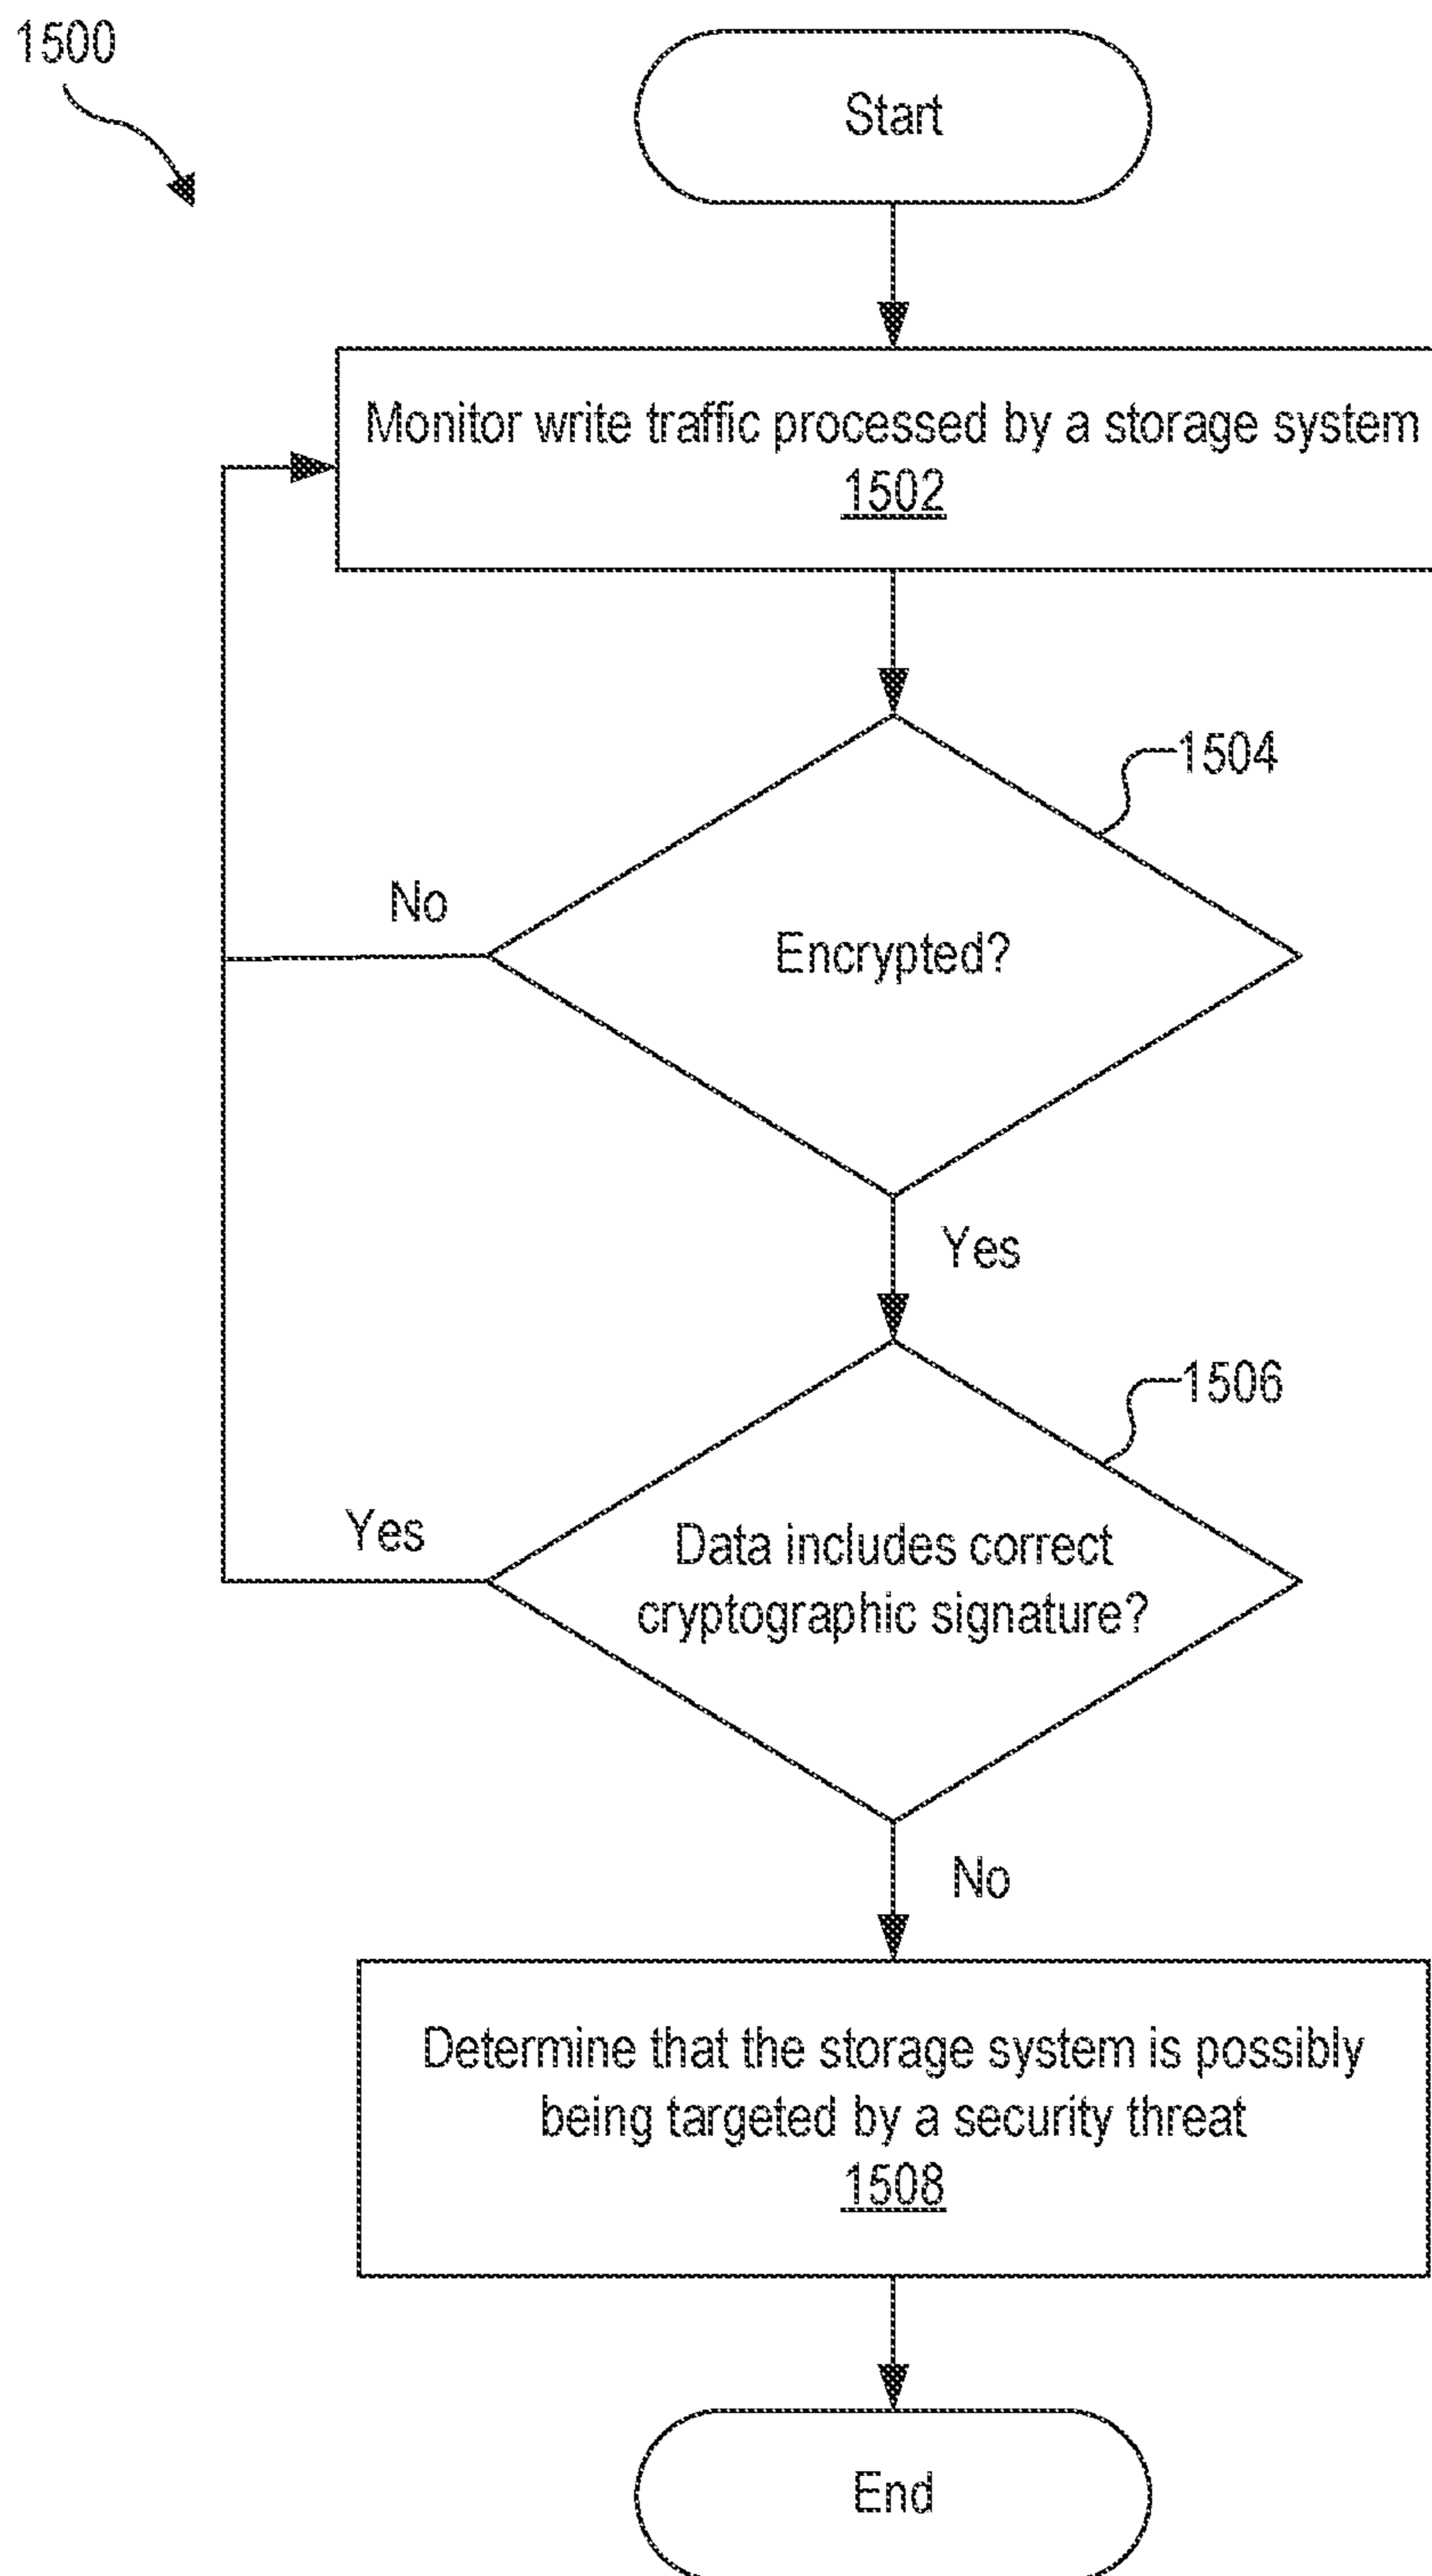 1500
Start
Monitor write traffic processed by a storage system
1502
1504
No
Encrypted?
Yes
1506
Yes
Data includes correct
cryptographic signature?
No
Determine that the storage system is possibly
being targeted by a security threat
1508
End